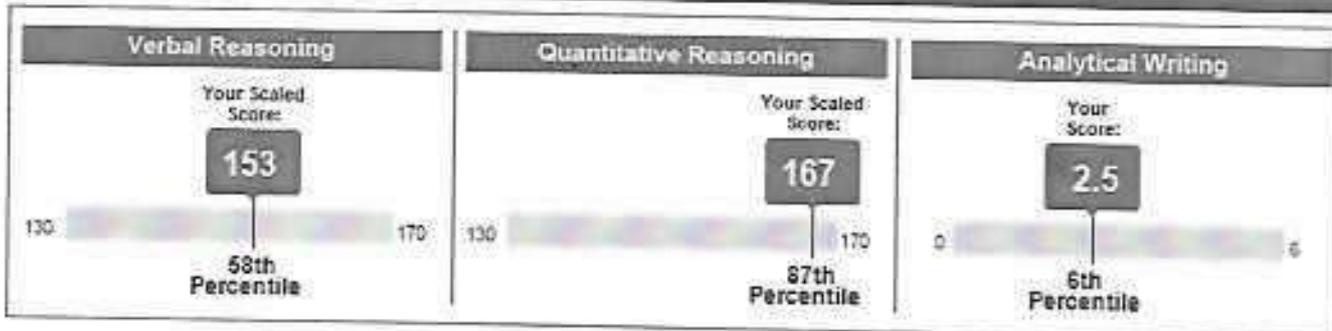 Verbal Reasoning
Your Scaled
Score:
153
130
170
58th
Percentile
Quantitative Reasoning
Your Scaled
Score:
167
130
170
87th
Percentile
Analytical Writing
Your
Score:
2.5
0
6
6th
Percentile